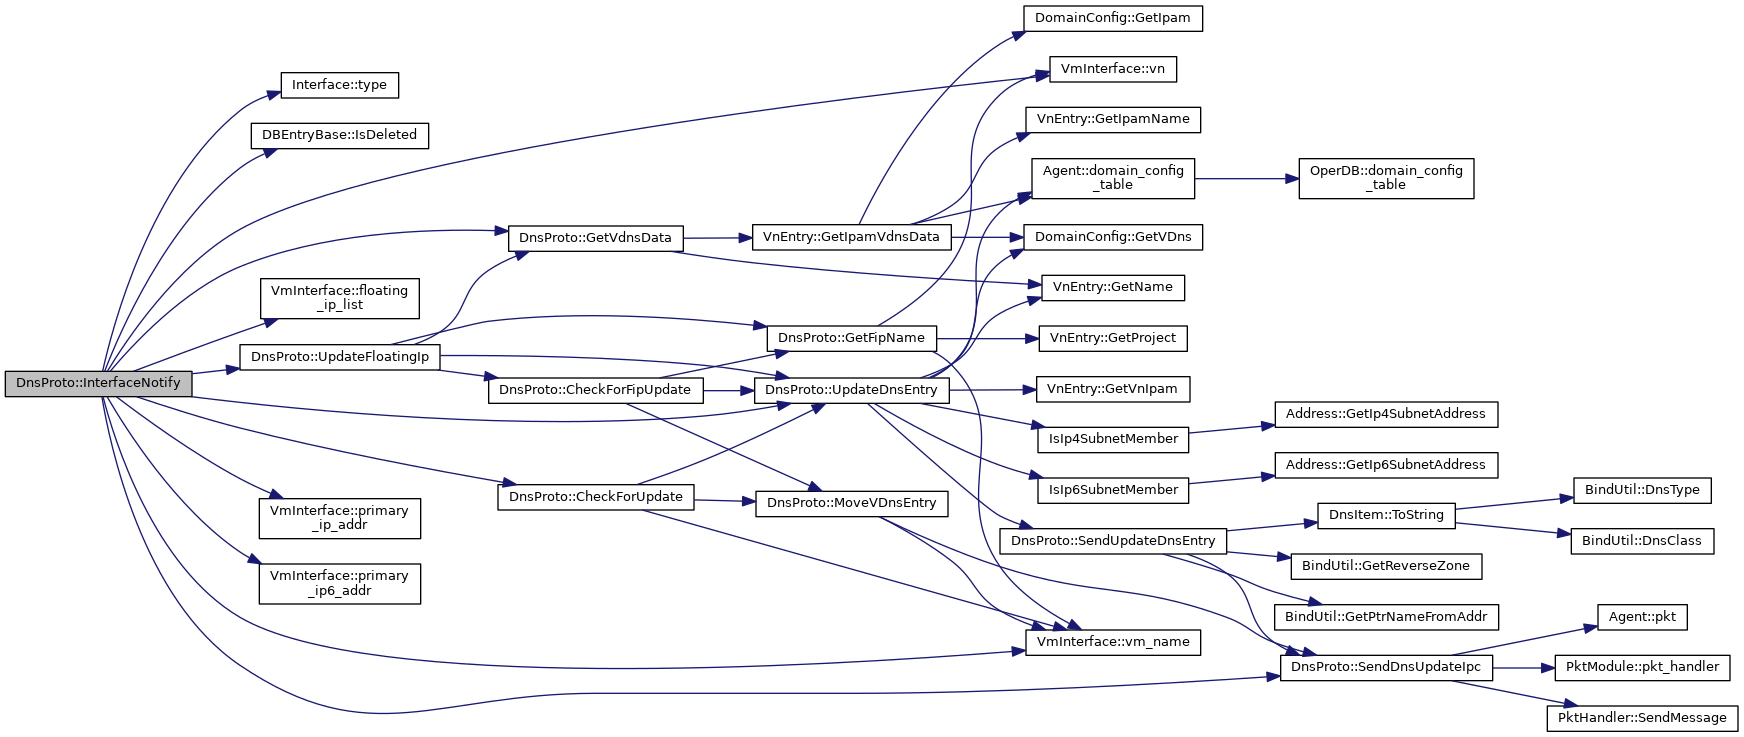 DnsProto::InterfaceNotify
Interface::type
DBEntryBase::IsDeleted
VmInterface::floating
_ip_list
DnsProto::UpdateFloatingIp
VmInterface::primary
_ip_addr
VmInterface::primary
_ip6_addr
DnsProto::GetVdnsData
DnsProto::CheckForFipUpdate
DnsProto::CheckForUpdate
VnEntry::GetIpamVdnsData
DnsProto::GetFipName
DnsProto::UpdateDnsEntry
DnsProto::MoveVDnsEntry
DomainConfig::GetIpam
VmInterface::vn
VnEntry::GetIpamName
Agent::domain_config
_table
DomainConfig::GetVDns
VnEntry::GetName
VnEntry::GetProject
VnEntry::GetVnIpam
IsIp4SubnetMember
IsIp6SubnetMember
DnsProto::SendUpdateDnsEntry
VmInterface::vm_name
OperDB::domain_config
_table
Address::GetIp4SubnetAddress
Address::GetIp6SubnetAddress
DnsItem::ToString
BindUtil::GetReverseZone
BindUtil::GetPtrNameFromAddr
DnsProto::SendDnsUpdateIpc
BindUtil::DnsType
BindUtil::DnsClass
Agent::pkt
PktModule::pkt_handler
PktHandler::SendMessage